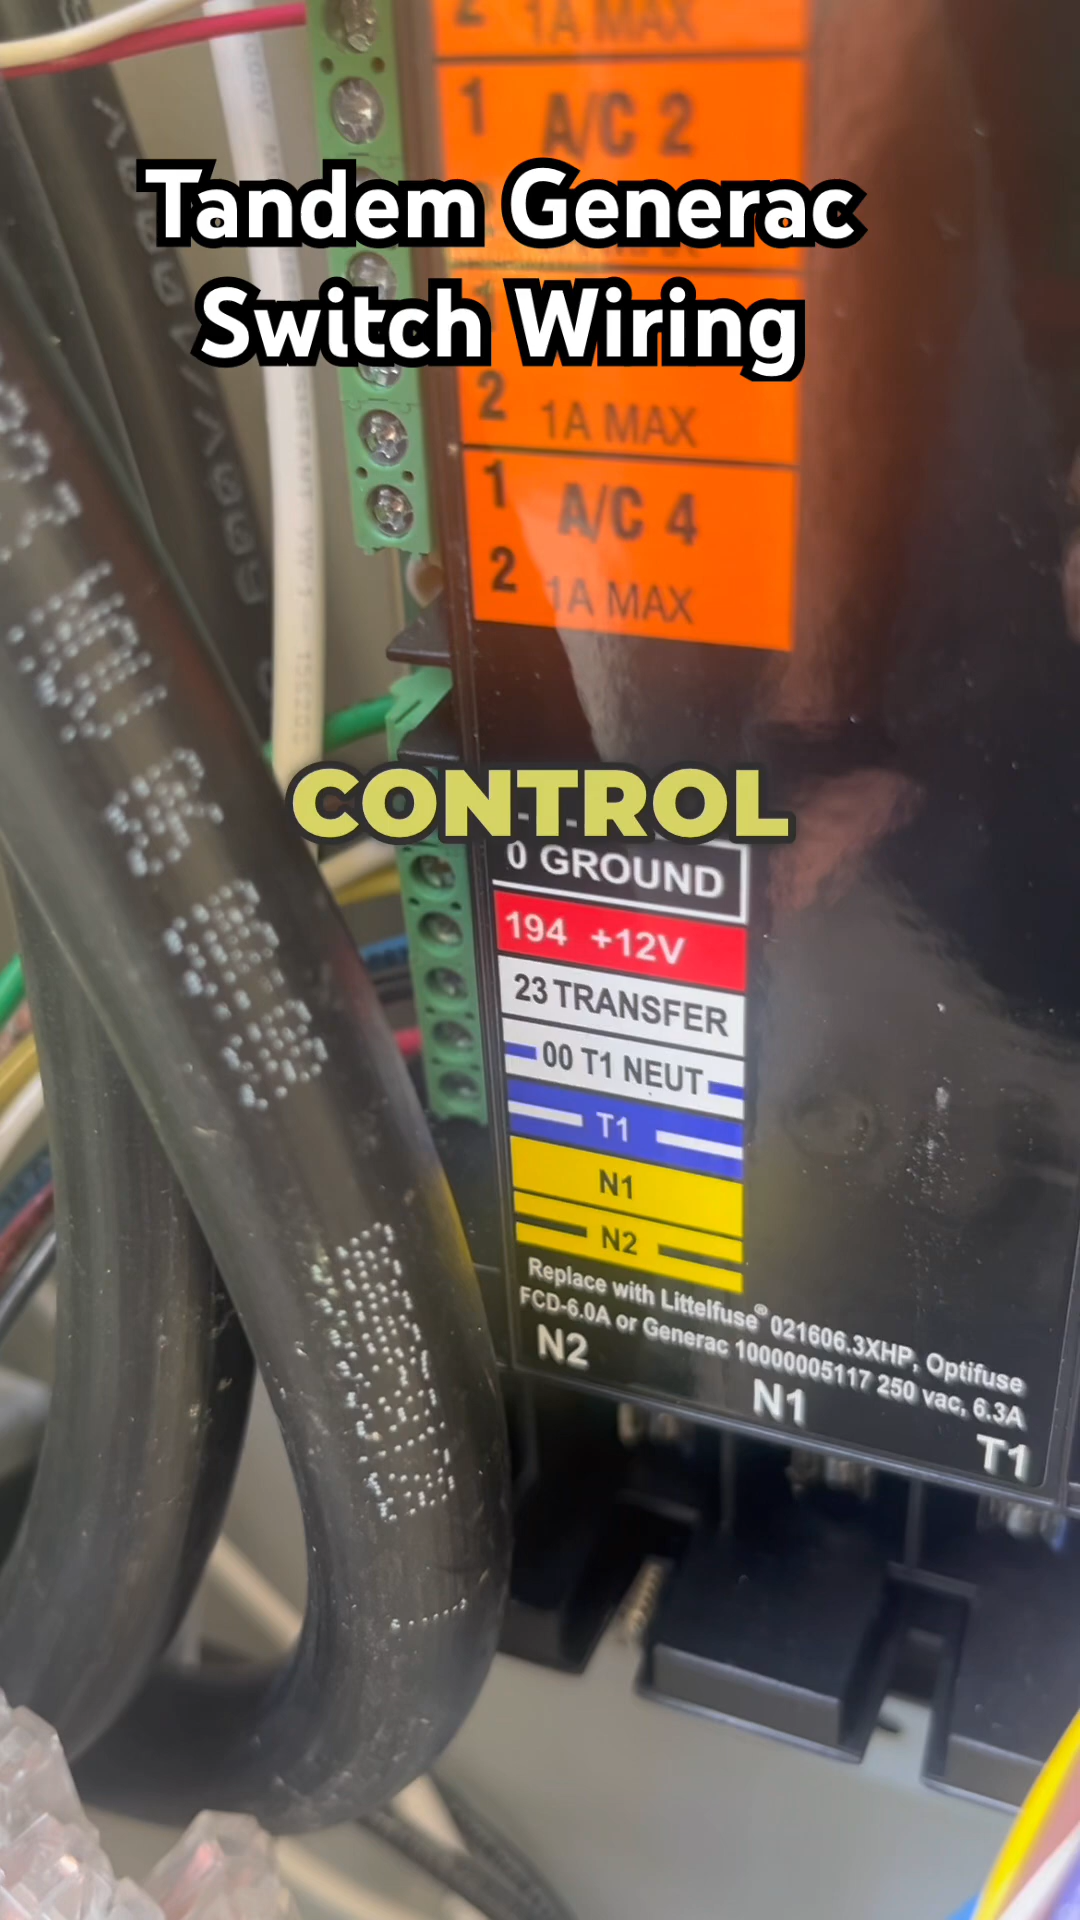 2 1A MAX
1 A/C 2
Tandem Generac
Switch Wiring
2 1A MAX
1 A/C 4
2 1A MAX
CONTROL
0 GROUND
194 +12V
23 TRANSFER
00 T1 NEUT
T1
N1
N2
Replace with Littelfuse® 021606.3XHP, Optifuse
FCD-6.0A or Generac 10000005117 250 vac, 6.3A
N2
N1
T1